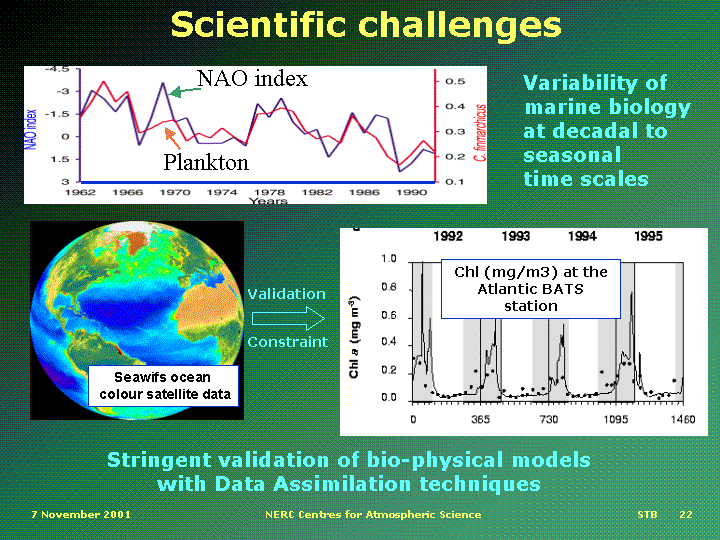 Scientific challenges
NAO index
Plankton
-4.5
-3
-1.5
0
1.5
3
NAO index
0.5
0.4
0.3
0.2
0.1
C. finmarchicus
1962 1966 1970 1974 1978 1982 1986 1990
Years
Variability of
marine biology
at decadal to
seasonal
time scales
Validation
Constraint
Seawifs ocean
colour satellite data
1992 1993 1994 1995
Chl (mg/m3) at the
Atlantic BATS
station
1.0
0.8
0.6
0.4
0.2
0.0
Chl a (mg m-3)
0 365 730 1095 1460
Stringent validation of bio-physical models
with Data Assimilation techniques
7 November 2001 NERC Centres for Atmospheric Science STB 22